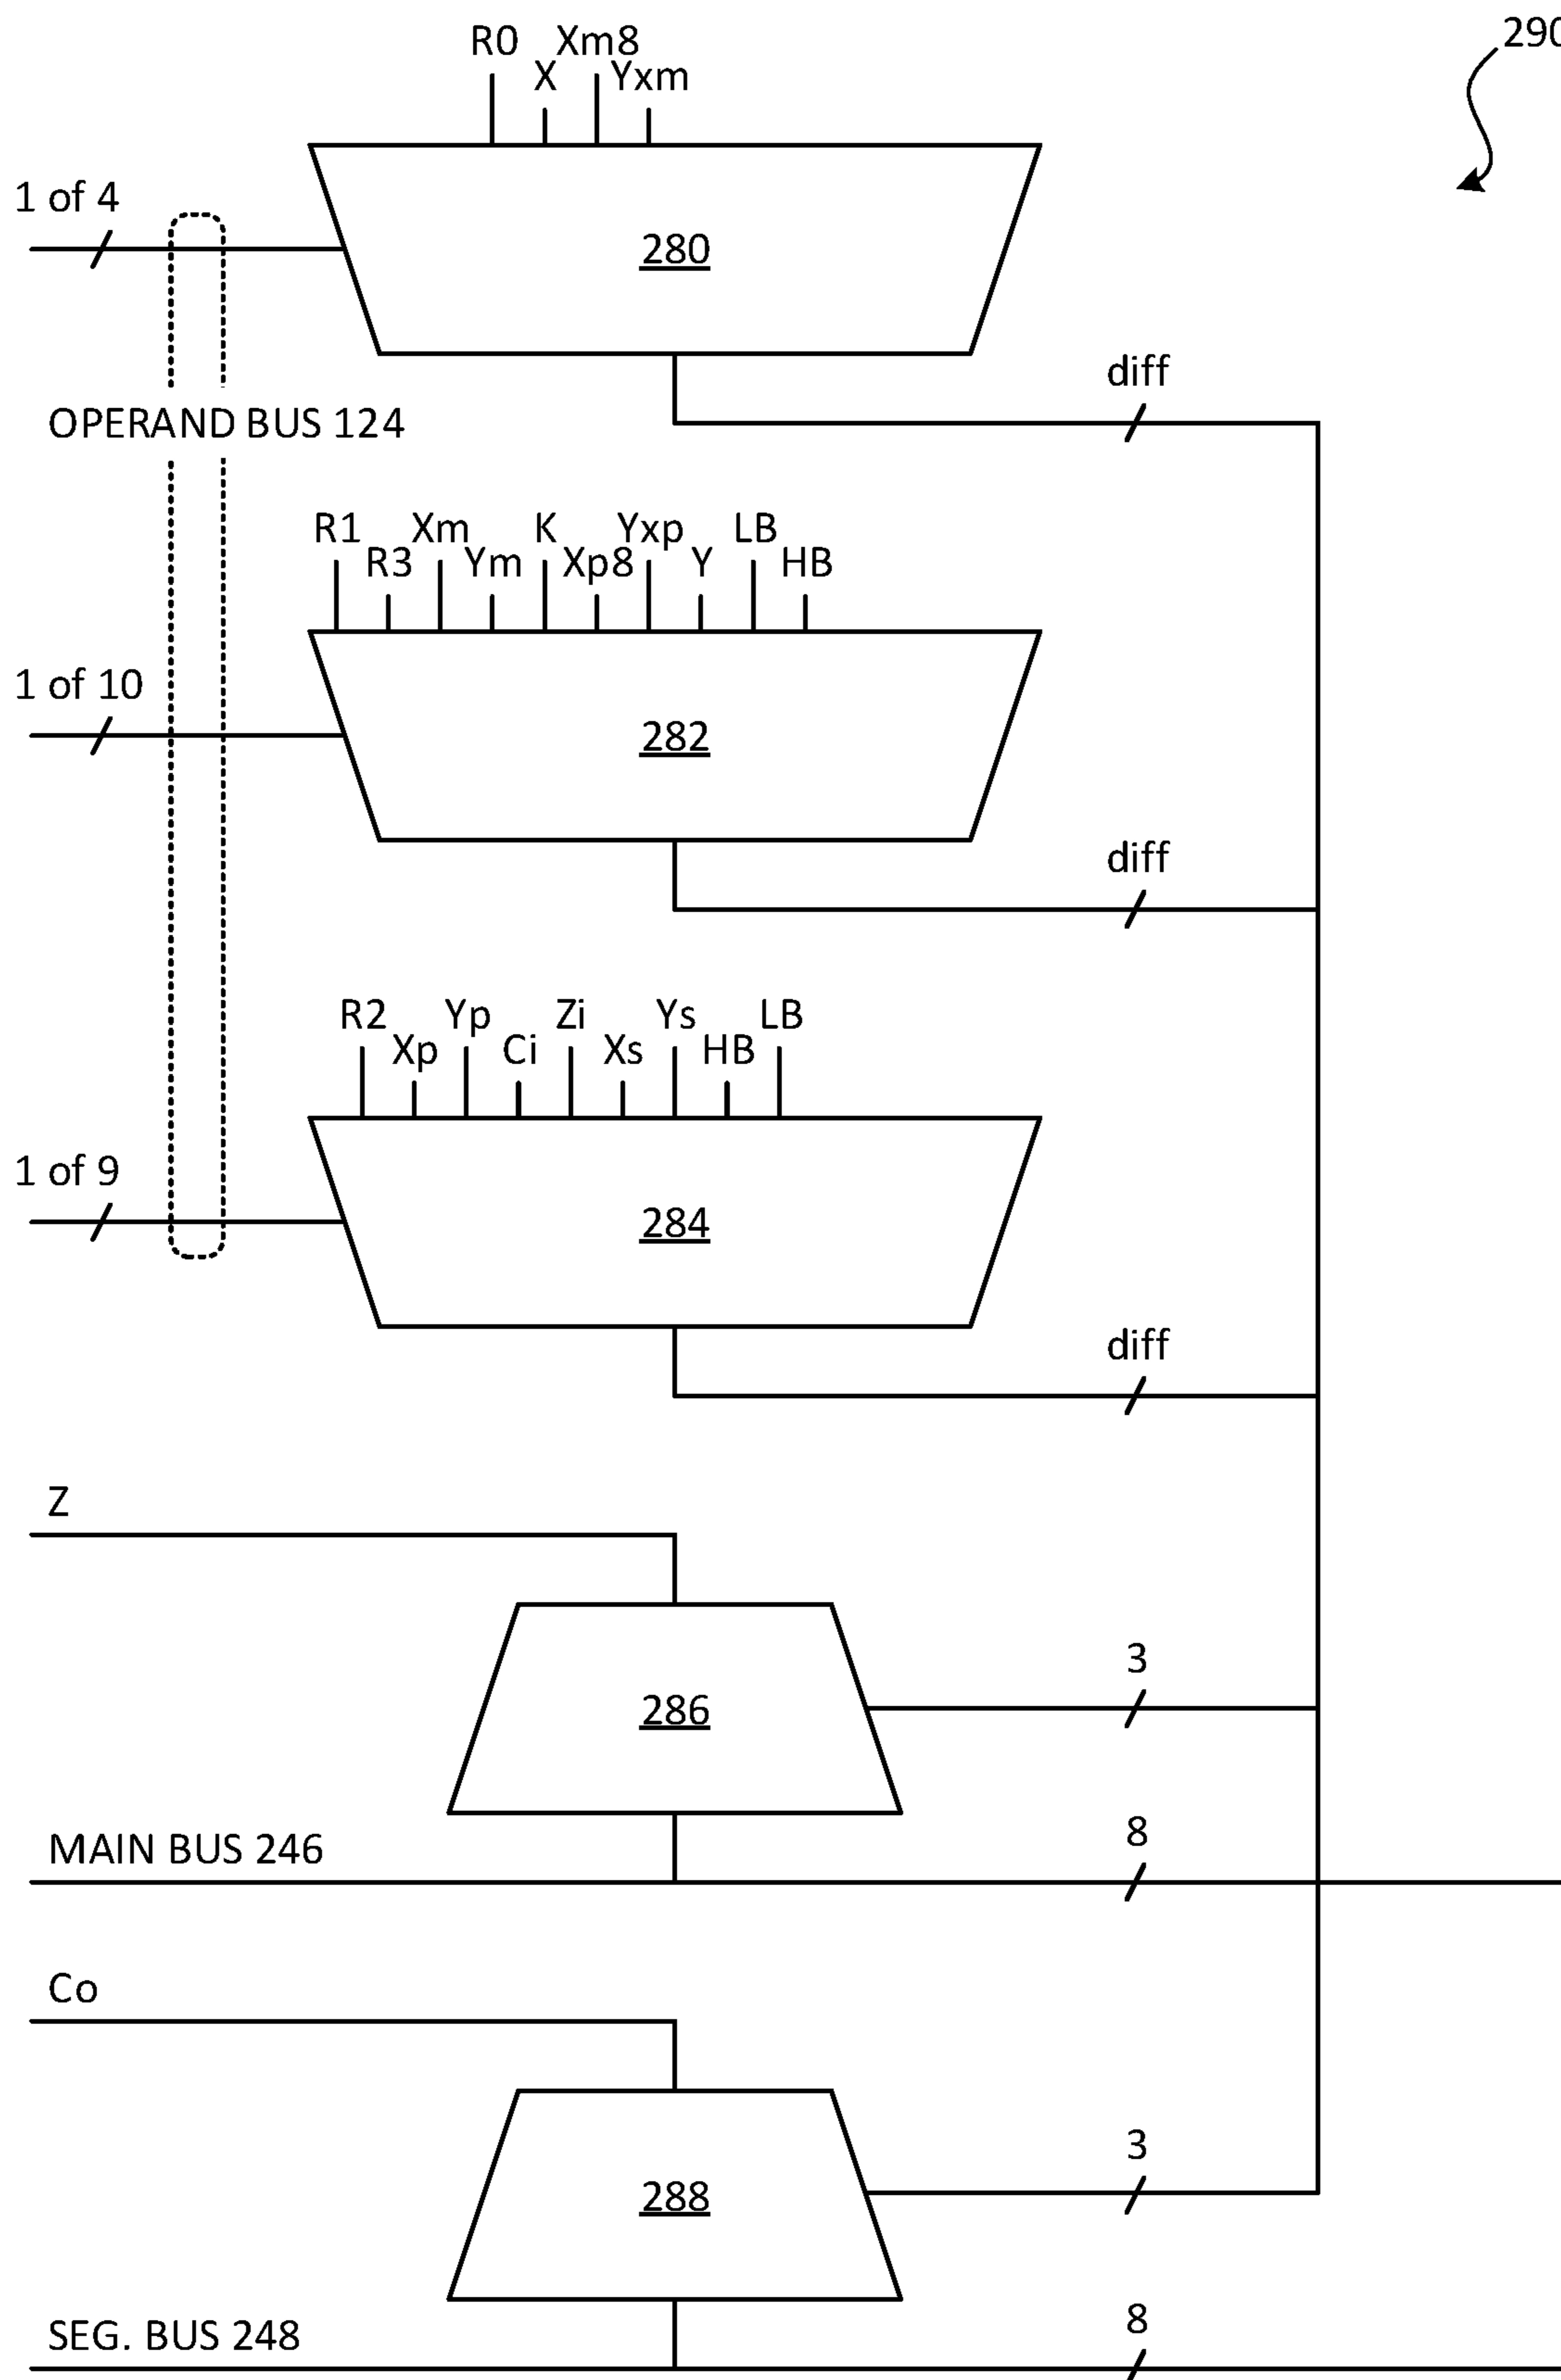 290
R0 Xm8
X Yxm
1 of 4
280
diff
OPERAND BUS 124
R1 Xm K Yxp LB
R3 Ym Xp8 Y HB
1 of 10
282
diff
R2 Yp Zi Ys LB
Xp Ci Xs HB
1 of 9
284
diff
Z
286
3
MAIN BUS 246
8
Co
288
3
SEG. BUS 248
8